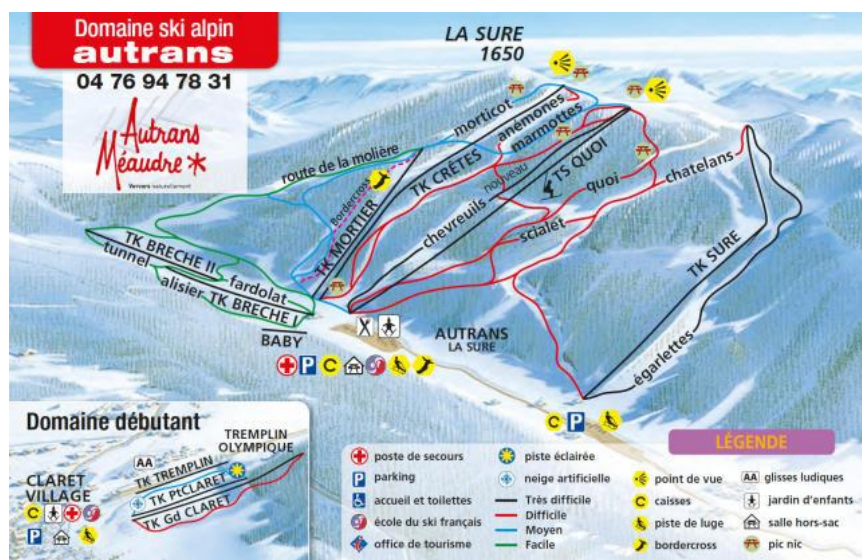 Domaine ski alpin
autrans
04 76 94 78 31
Autrans
Méaudre
Vercors naturellement
LA SURE
1650
morticot
anémones
marmottes
route de la molière
Bordercross
TK CRÊTES
TK MORTIER
nouveau
TS QUOI
chevreuils
quoi
chatelans
scialet
TK SURE
égarlettes
TK BRECHE II
tunnel
fardolat
alisier
TK BRECHE I
BABY
AUTRANS
LA SURE
P
C
C
P
Domaine débutant
TREMPLIN
OLYMPIQUE
AA
TK TREMPLIN
TK PtCLARET
TK Gd CLARET
CLARET
VILLAGE
C
P
LÉGENDE
poste de secours
P parking
accueil et toilettes
école du ski français
office de tourisme
piste éclairée
neige artificielle
Très difficile
Difficile
Moyen
Facile
point de vue
C caisses
piste de luge
bordercross
AA glisses ludiques
jardin d'enfants
salle hors-sac
pic nic